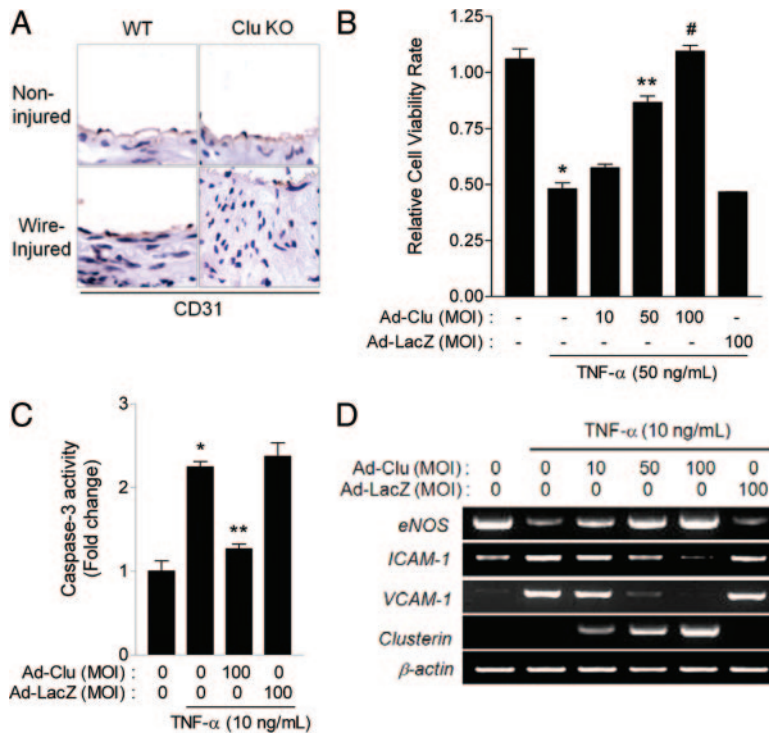 A
WT Clu KO
Non-
injured
Wire-
Injured
CD31
B
Relative Cell Viability Rate
1.25
1.00
0.75
0.50
0.25
0.00
* ** #
Ad-Clu (MOI) : - - 10 50 100 -
Ad-LacZ (MOI) : - - - - - 100
TNF-α (50 ng/mL)
C
Caspase-3 activity
(Fold change)
3
2
1
0
* **
Ad-Clu (MOI) : 0 0 100 0
Ad-LacZ (MOI) : 0 0 0 100
TNF-α (10 ng/mL)
D
TNF-α (10 ng/mL)
Ad-Clu (MOI) : 0 0 10 50 100 0
Ad-LacZ (MOI) : 0 0 0 0 0 100
eNOS
ICAM-1
VCAM-1
Clusterin
β-actin